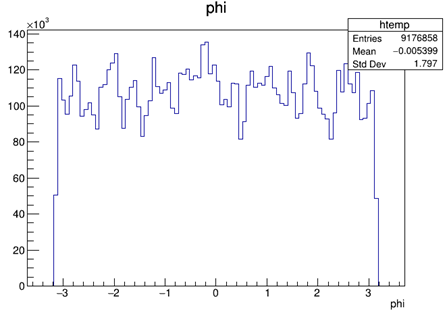 phi
×10³
htemp
Entries 9176858
Mean −0.005399
Std Dev 1.797
140
120
100
80
60
40
20
0
−3 −2 −1 0 1 2 3
phi